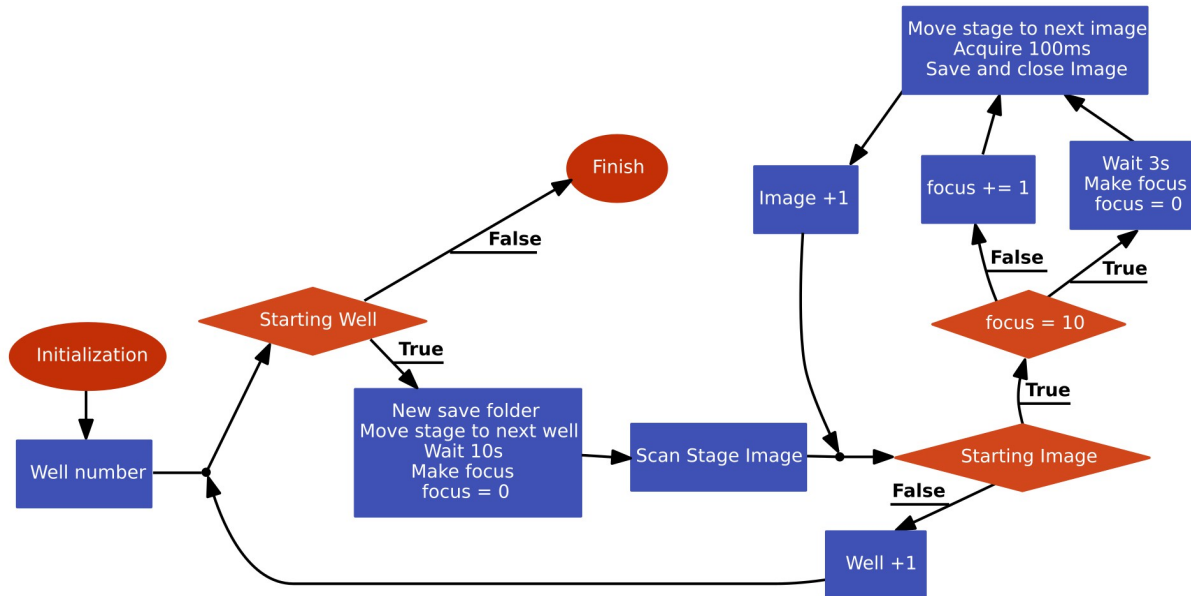 Move stage to next image
Acquire 100ms
Save and close Image
Finish
Image +1
focus += 1
Wait 3s
Make focus
focus = 0
False
False
True
Starting Well
focus = 10
Initialization
True
True
New save folder
Move stage to next well
Wait 10s
Make focus
focus = 0
Well number
Scan Stage Image
Starting Image
False
Well +1